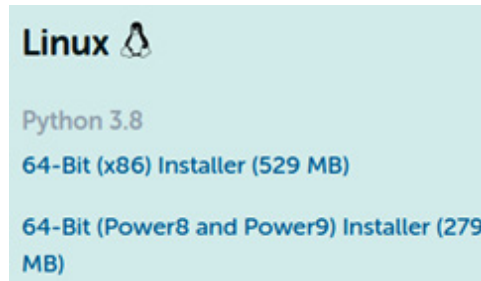 Linux
Python 3.8
64-Bit (x86) Installer (529 MB)
64-Bit (Power8 and Power9) Installer (279
MB)